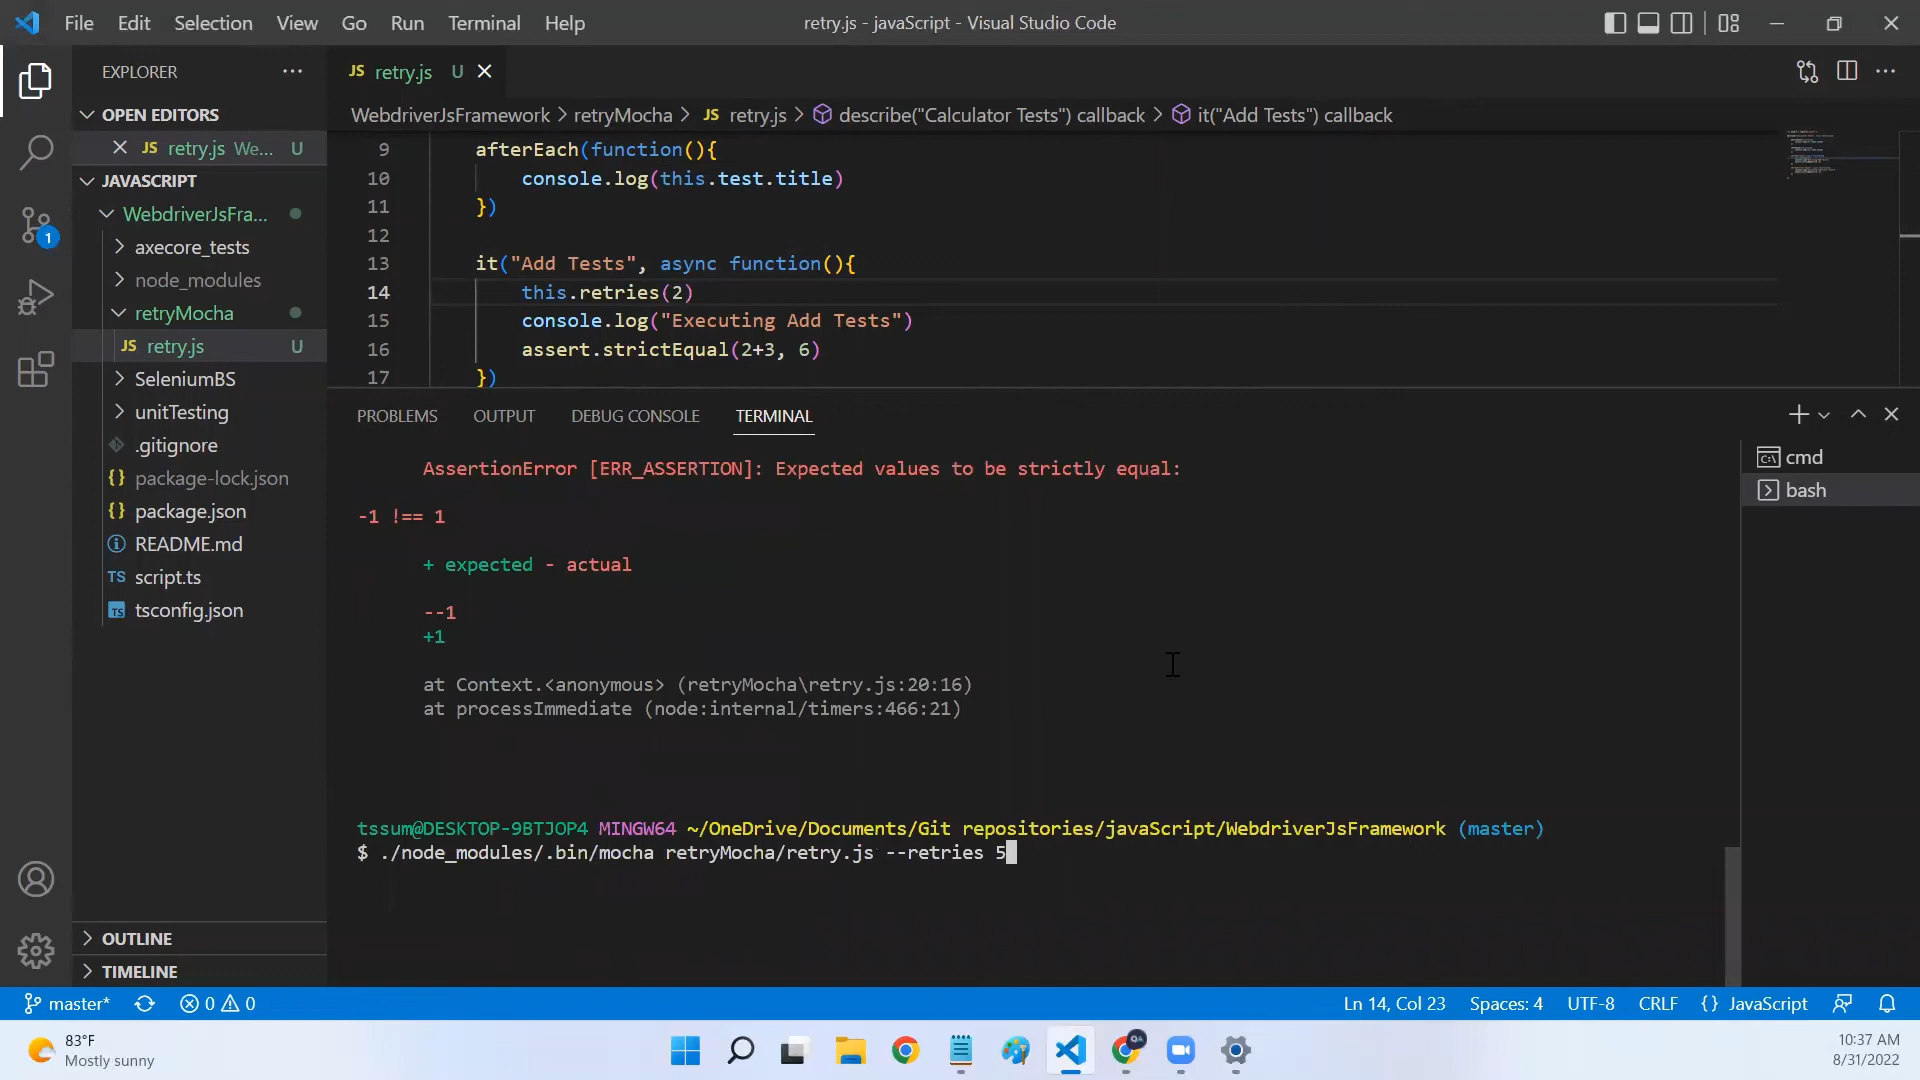 File Edit Selection View Go Run Terminal Help
retry.js - javaScript - Visual Studio Code
EXPLORER
OPEN EDITORS
JS retry.js We... U
JAVASCRIPT
WebdriverJsFra...
axecore_tests
node_modules
retryMocha
JS retry.js U
SeleniumBS
unitTesting
.gitignore
{} package-lock.json
{} package.json
README.md
TS script.ts
TS tsconfig.json
OUTLINE
TIMELINE
1
JS retry.js U
WebdriverJsFramework > retryMocha > JS retry.js > describe("Calculator Tests") callback > it("Add Tests") callback
9 afterEach(function(){
10 console.log(this.test.title)
11 })
12
13 it("Add Tests", async function(){
14 this.retries(2)
15 console.log("Executing Add Tests")
16 assert.strictEqual(2+3, 6)
17 })
PROBLEMS OUTPUT DEBUG CONSOLE TERMINAL
AssertionError [ERR_ASSERTION]: Expected values to be strictly equal:
-1 !== 1
+ expected - actual
--1
+1
at Context.<anonymous> (retryMocha\retry.js:20:16)
at processImmediate (node:internal/timers:466:21)
tssum@DESKTOP-9BTJOP4 MINGW64 ~/OneDrive/Documents/Git repositories/javaScript/WebdriverJsFramework (master)
$ ./node_modules/.bin/mocha retryMocha/retry.js --retries 5
cmd
bash
master* 0 0
Ln 14, Col 23 Spaces: 4 UTF-8 CRLF {} JavaScript
83°F
Mostly sunny
QA
10:37 AM
8/31/2022